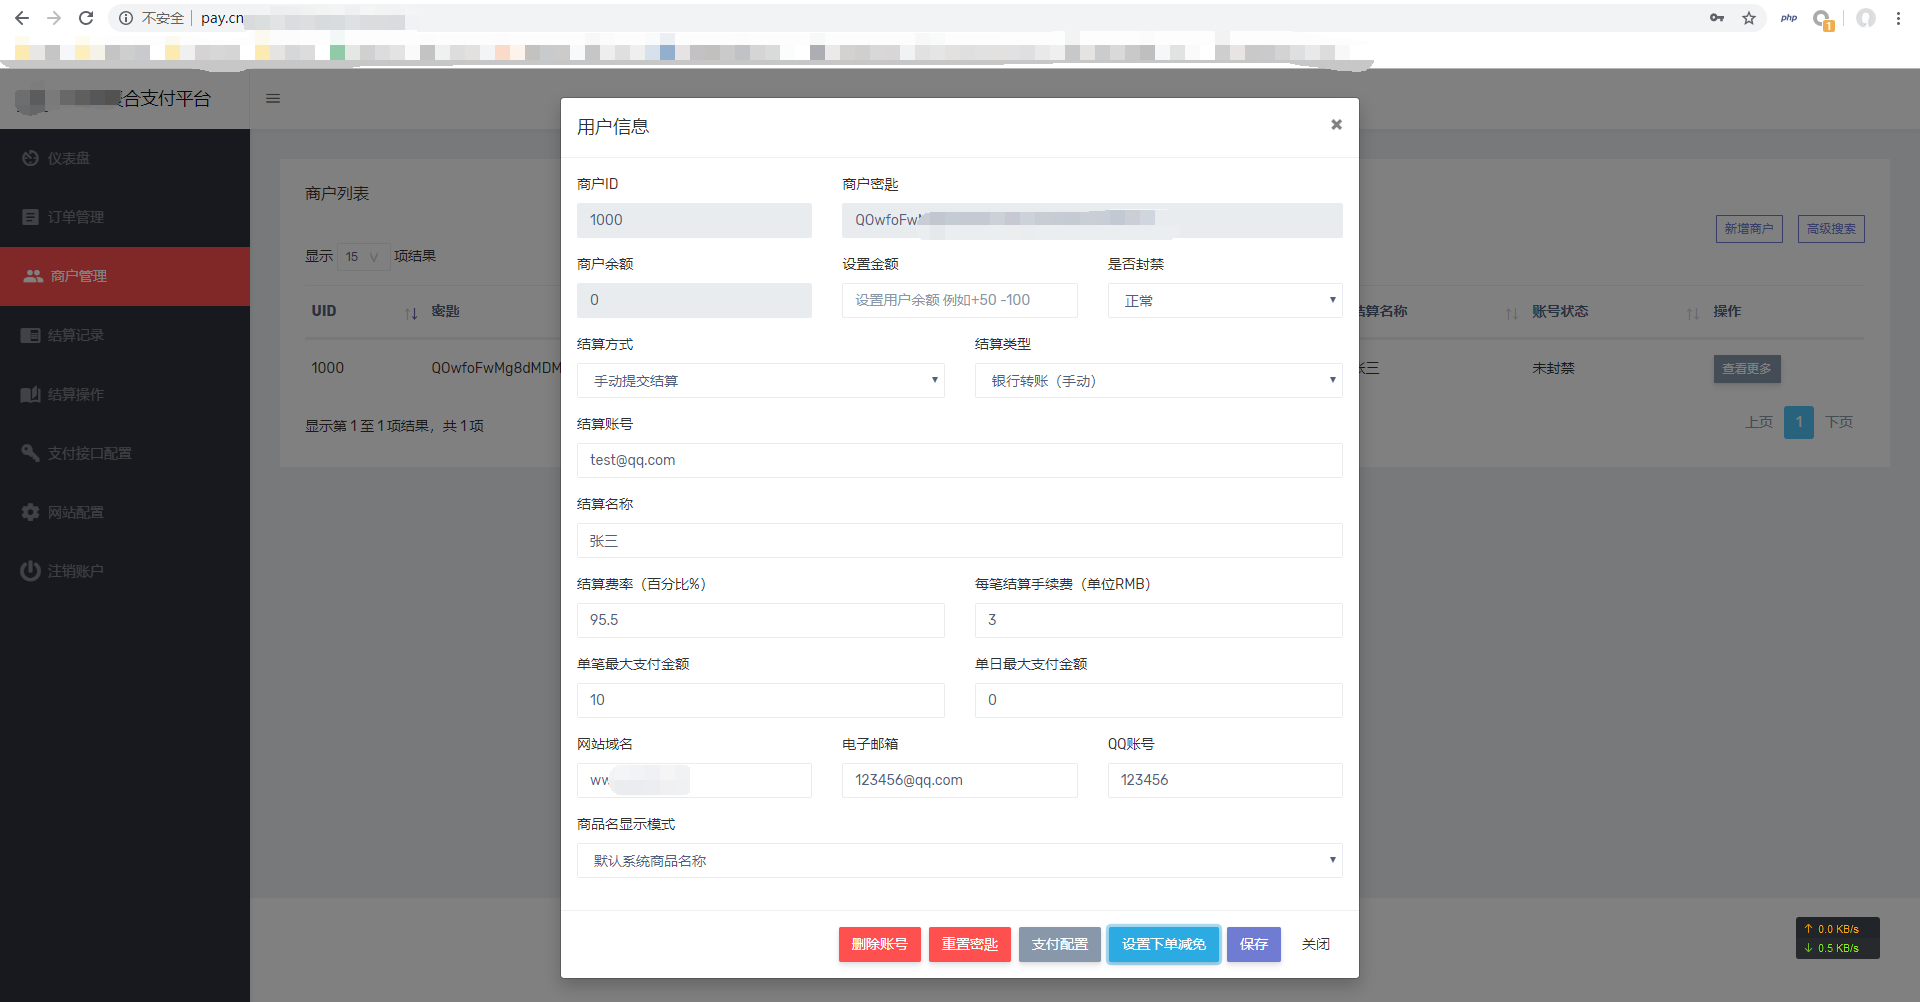 不安全 pay.cn
php
1
合支付平台
仪表盘
订单管理
商户管理
结算记录
结算操作
支付接口配置
网站配置
注销账户
商户列表
新增商户 高级搜索
显示 15 项结果
UID 密匙 结算名称 账号状态 操作
1000 Q0wfoFwMg8dMDM 张三 未封禁 查看更多
显示第 1 至 1 项结果，共 1 项
上页 1 下页
用户信息
商户ID 商户密匙
1000 Q0wfoFw
商户余额 设置金额 是否封禁
0 设置用户余额 例如+50 -100 正常
结算方式 结算类型
手动提交结算 银行转账（手动）
结算账号
test@qq.com
结算名称
张三
结算费率（百分比%） 每笔结算手续费（单位RMB）
95.5 3
单笔最大支付金额 单日最大支付金额
10 0
网站域名 电子邮箱 QQ账号
ww 123456@qq.com 123456
商品名显示模式
默认系统商品名称
删除账号 重置密匙 支付配置 设置下单减免 保存 关闭
↑ 0.0 KB/s
↓ 0.5 KB/s